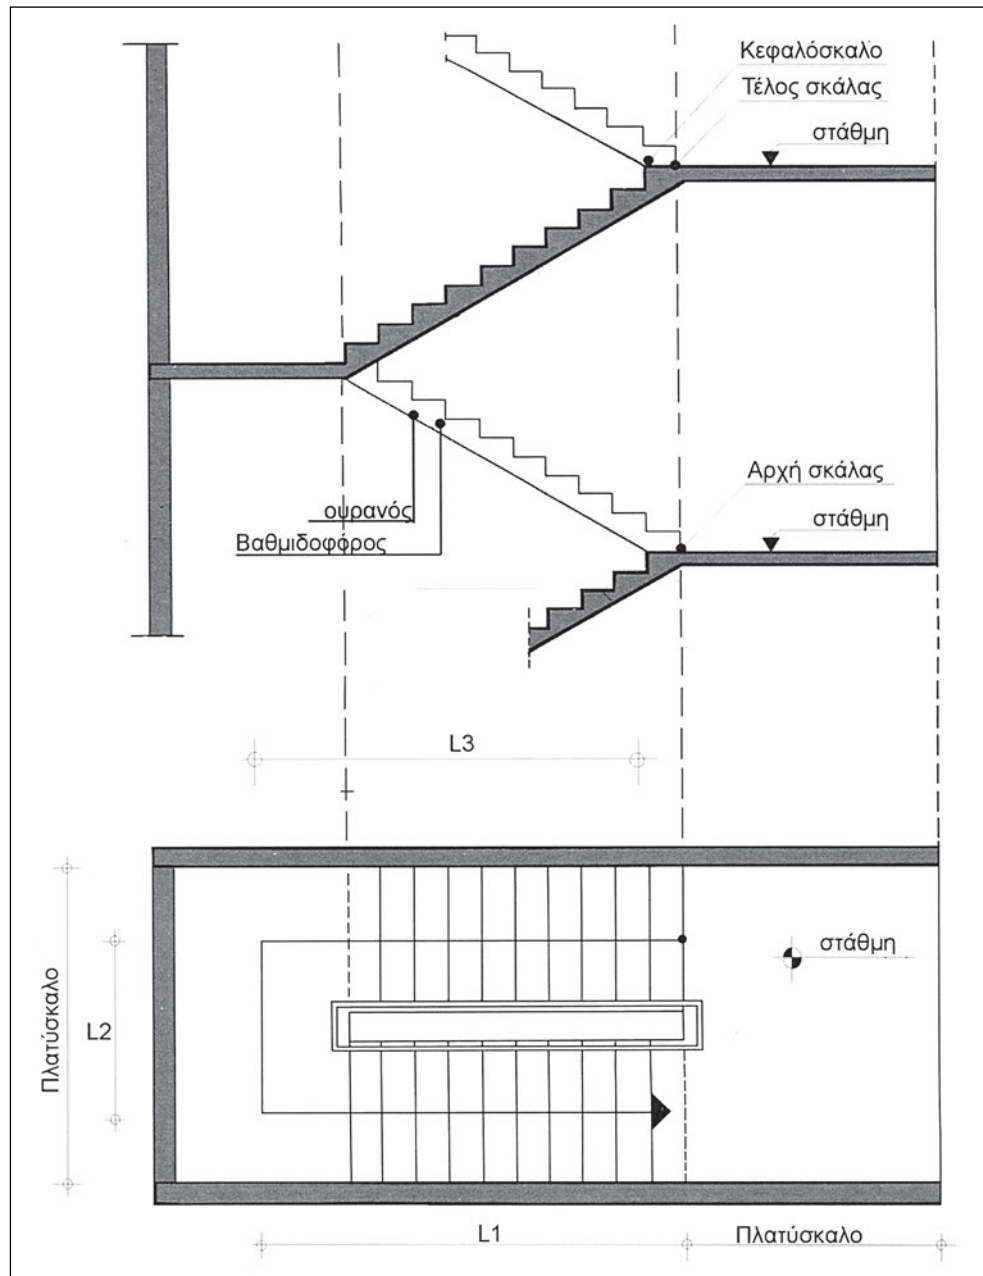 Κεφαλόσκαλο
Τέλος σκάλας
στάθμη
Αρχή σκάλας
στάθμη
ουρανός
Βαθμιδοφόρος
L3
στάθμη
Πλατύσκαλο
L2
L1
Πλατύσκαλο